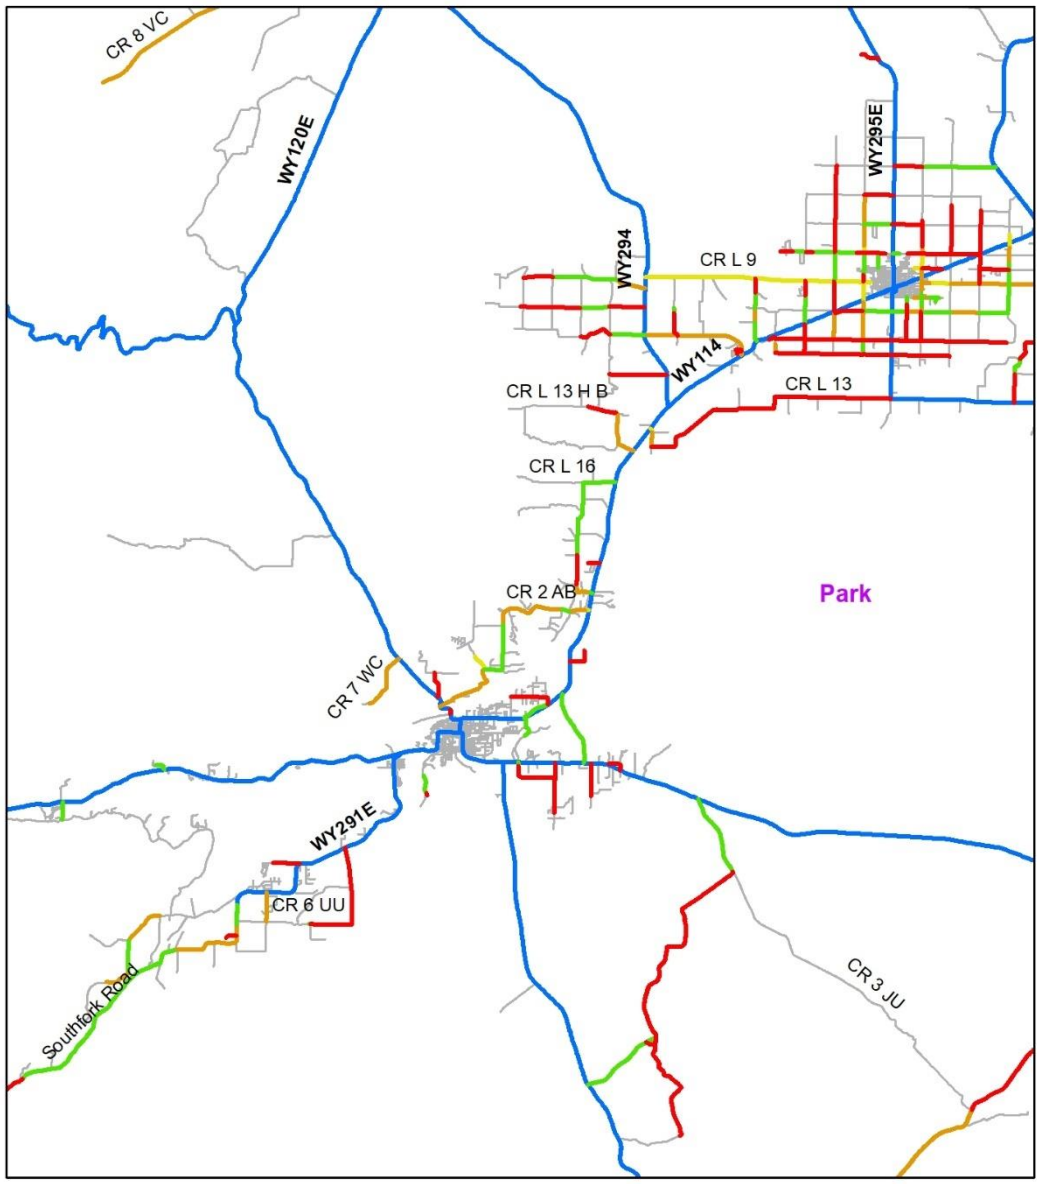 CR 8 VC
WY120E
WY295E
WY294
CR L 9
WY114
CR L 13 H B
CR L 13
CR L 16
CR 2 AB
Park
CR 7 WC
WY291E
CR 6 UU
Southfork Road
CR 3 JU